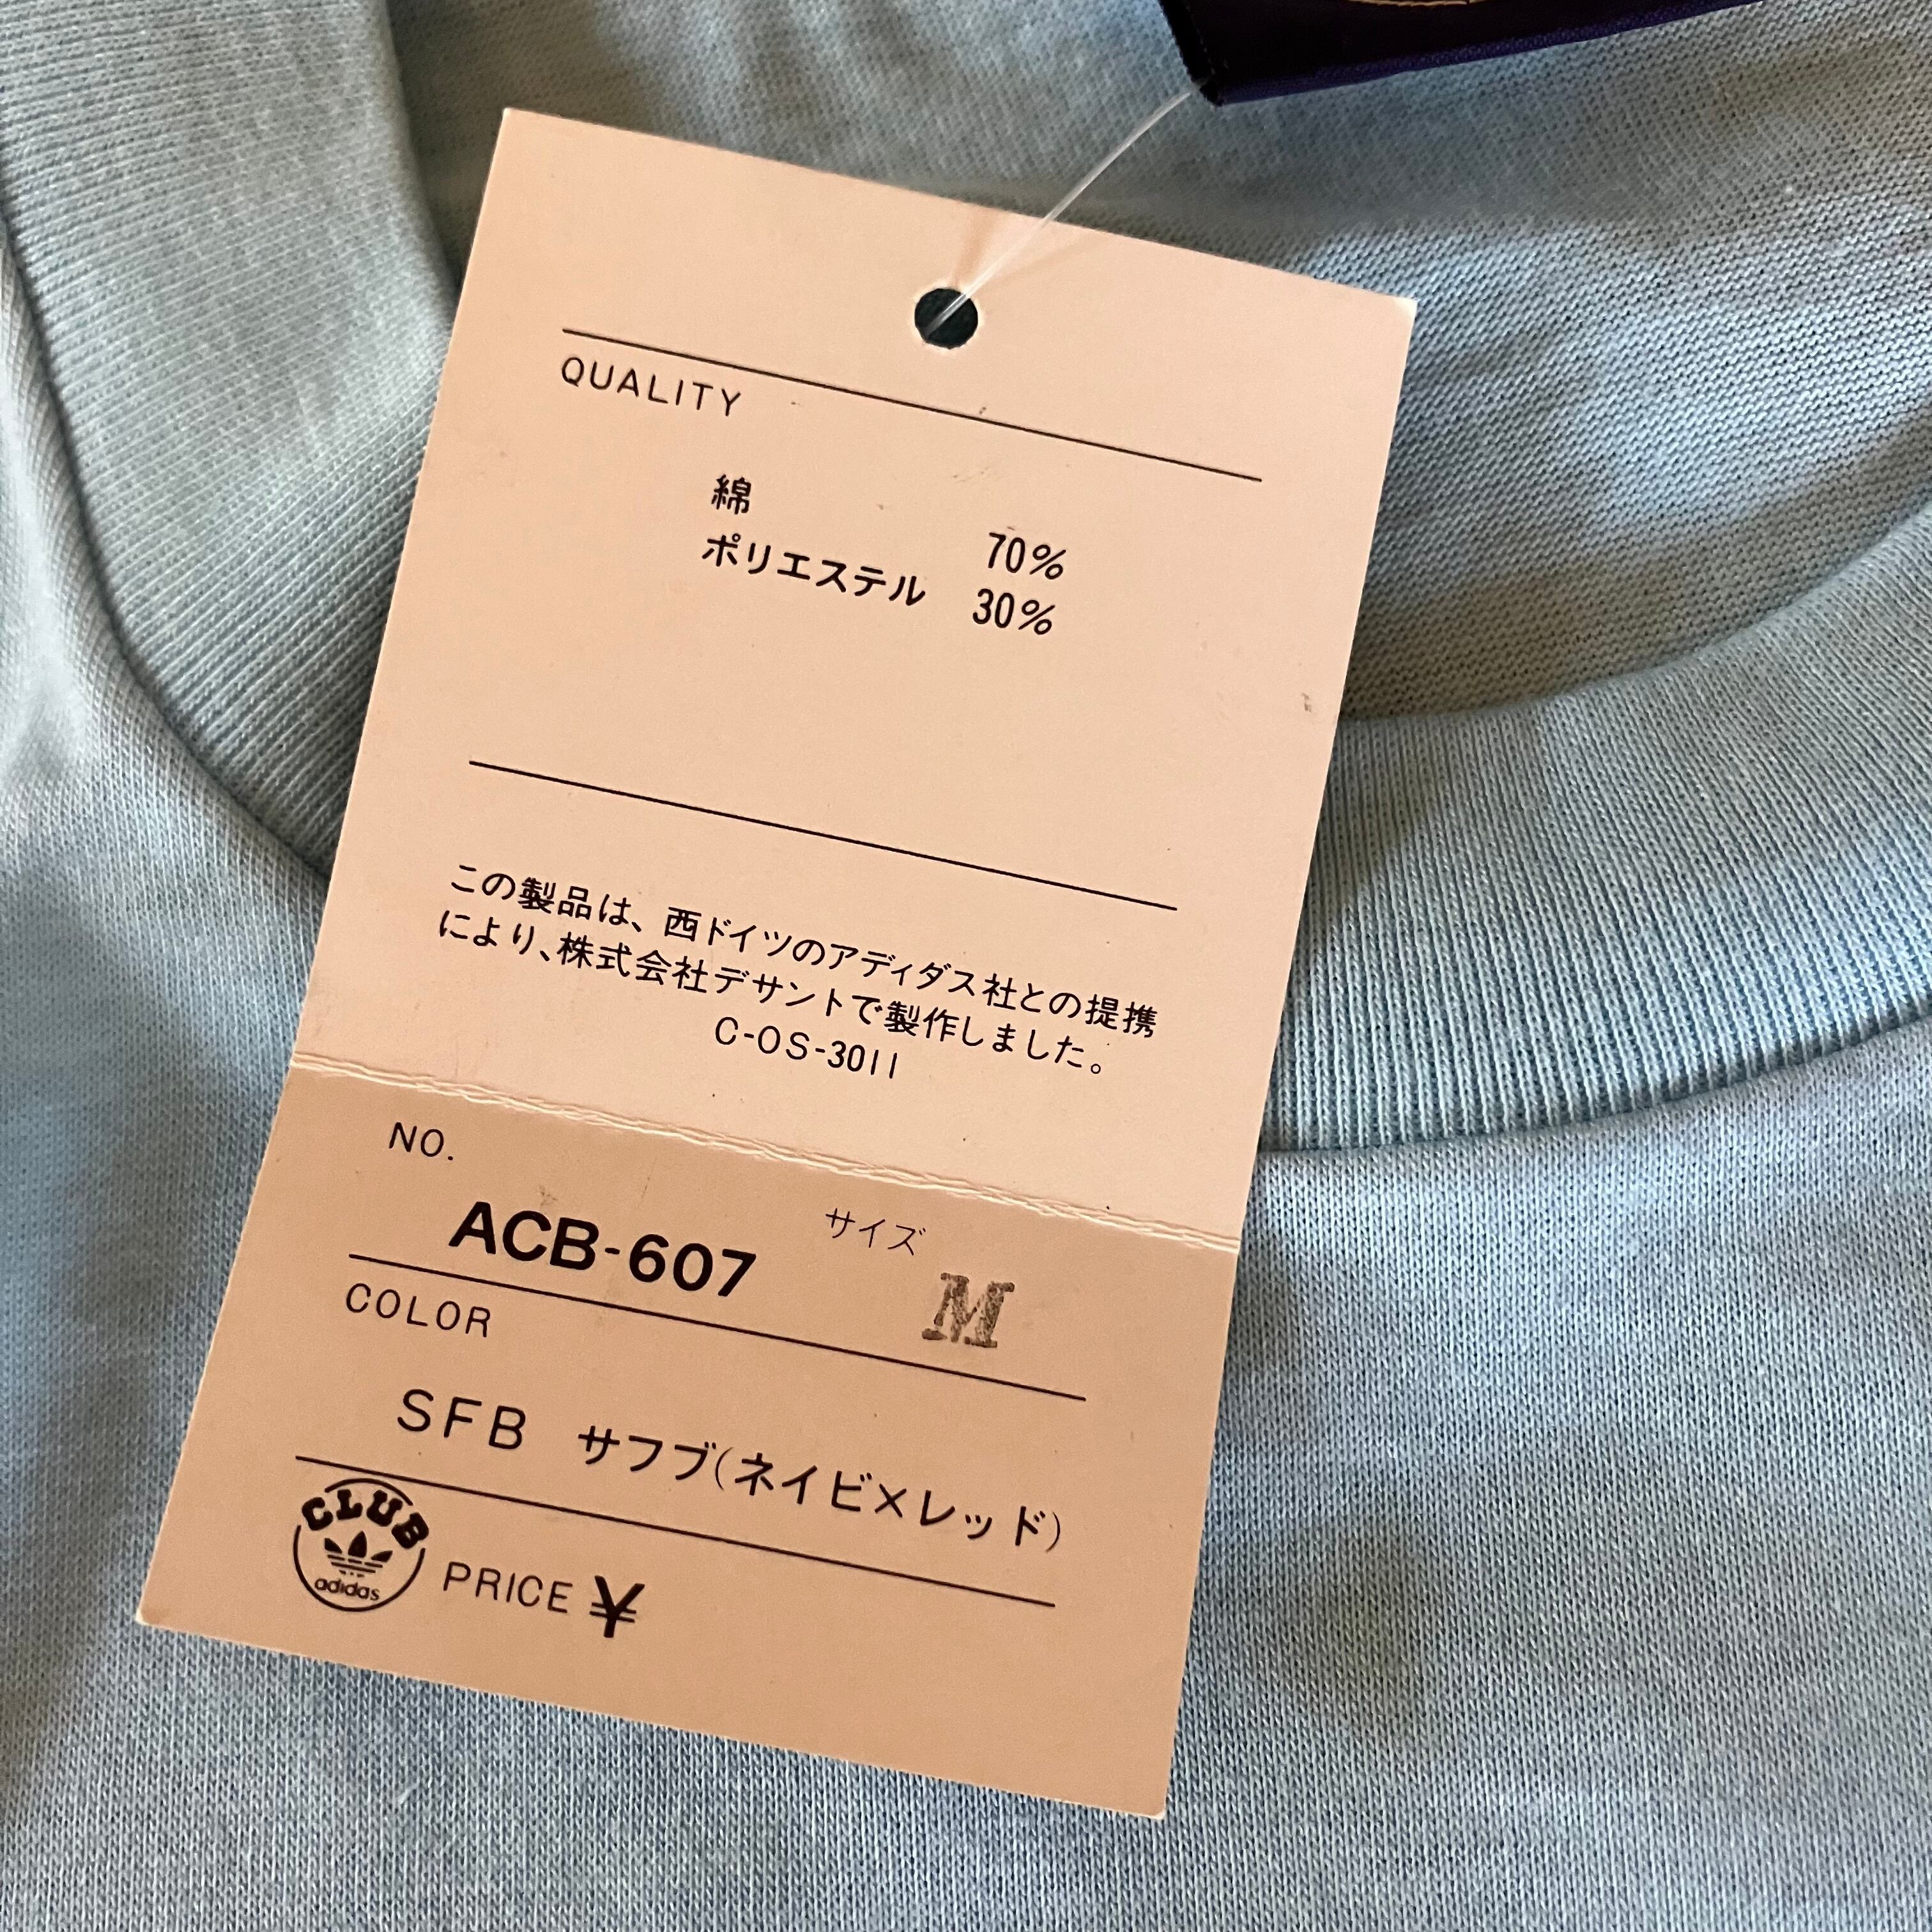 QUALITY
綿 70%
ポリエステル 30%
この製品は、西ドイツのアディダス社との提携
により、株式会社デサントで製作しました。
C-OS-3011
NO.
ACB-607 サイズ M
COLOR
SFB サフブ(ネイビ×レッド)
CLUB
adidas
PRICE ¥